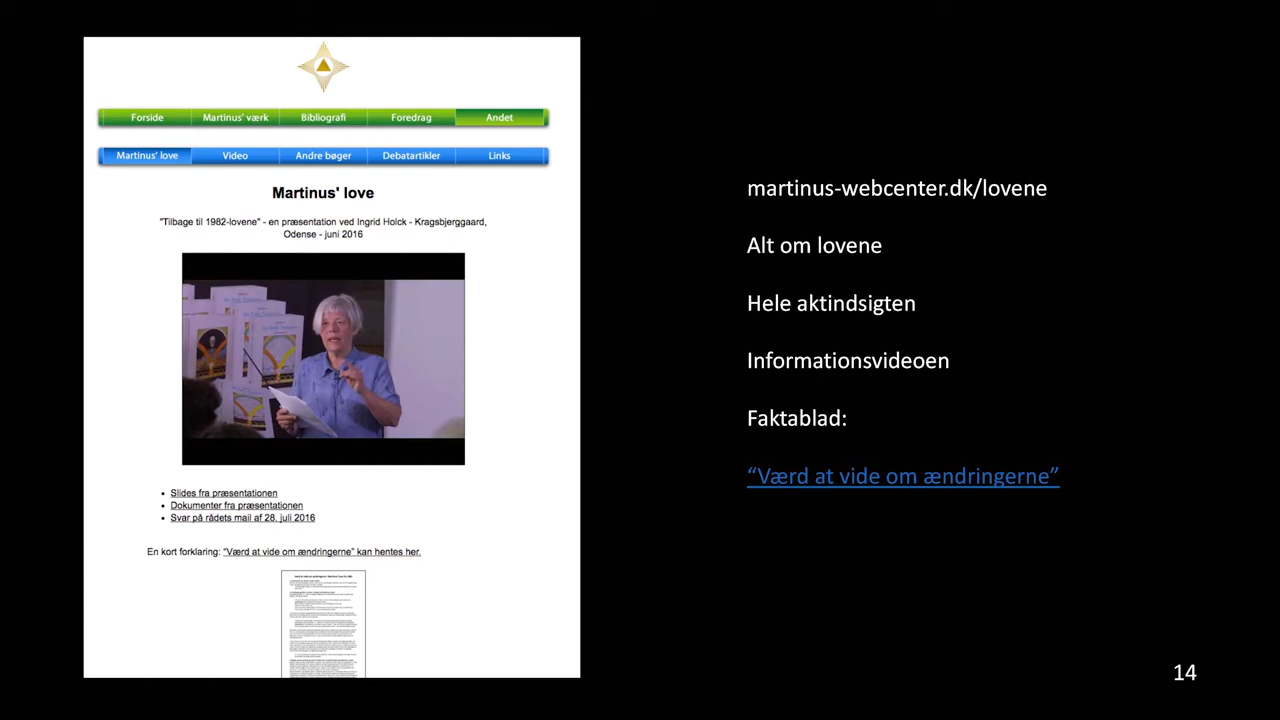 Forside
Martinus' værk
Bibliografi
Foredrag
Andet
Martinus' love
Video
Andre bøger
Debatartikler
Links
Martinus' love
"Tilbage til 1982-lovene" - en præsentation ved Ingrid Holck - Kragsbjerggaard,
Odense - juni 2016
Slides fra præsentationen
Dokumenter fra præsentationen
Svar på rådets mail af 28. juli 2016
En kort forklaring: "Værd at vide om ændringerne" kan hentes her.
martinus-webcenter.dk/lovene
Alt om lovene
Hele aktindsigten
Informationsvideoen
Faktablad:
“Værd at vide om ændringerne”
14